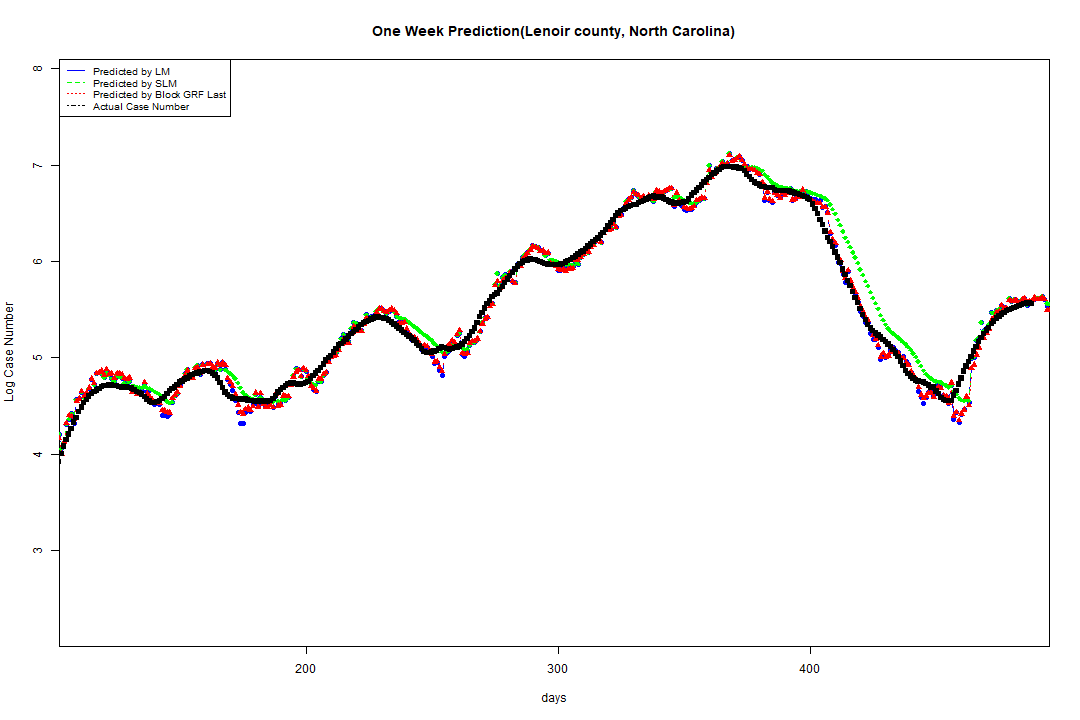 One Week Prediction(Lenoir county, North Carolina)
Predicted by LM
Predicted by SLM
Predicted by Block GRF Last
Actual Case Number
8
7
6
5
4
3
Log Case Number
200 300 400
days